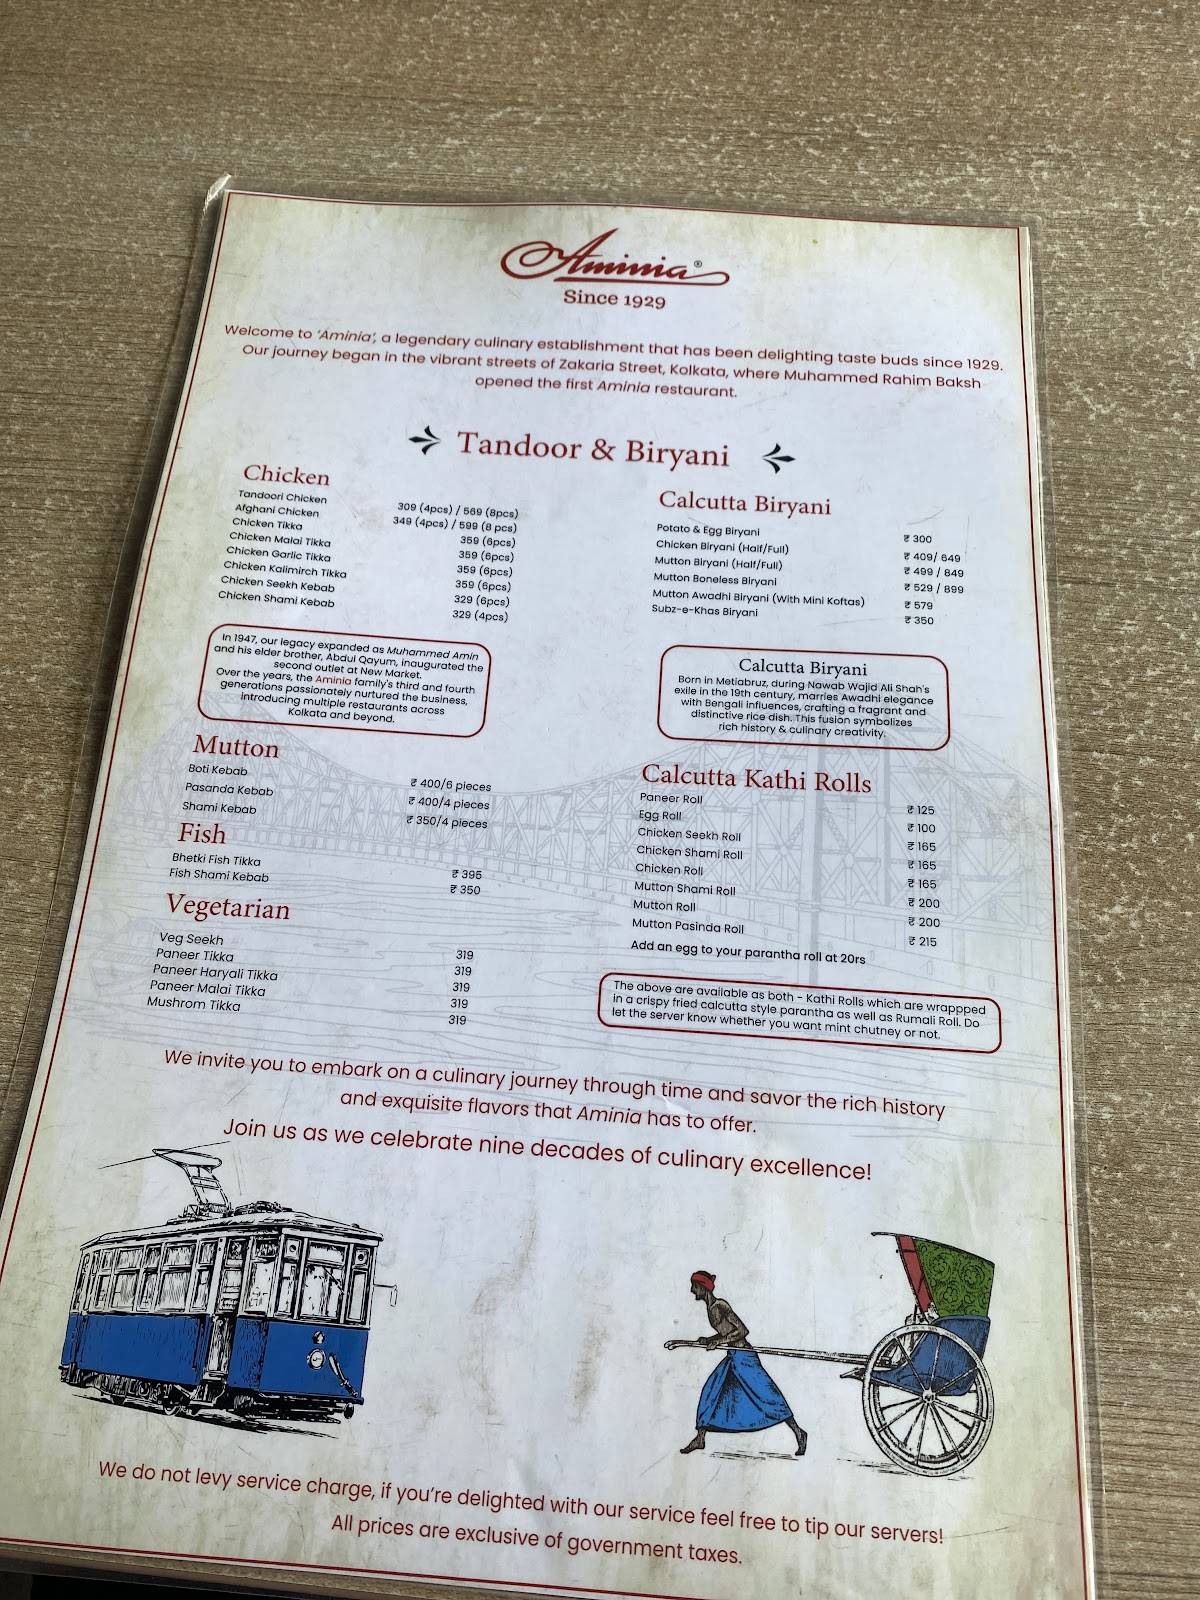 Aminia®
Since 1929
Welcome to ‘Aminia’, a legendary culinary establishment that has been delighting taste buds since 1929.
Our journey began in the vibrant streets of Zakaria Street, Kolkata, where Muhammed Rahim Baksh
opened the first Aminia restaurant.
Tandoor & Biryani
Chicken
Tandoori Chicken 309 (4pcs) / 569 (8pcs)
Afghani Chicken 349 (4pcs) / 599 (8 pcs)
Chicken Tikka 359 (6pcs)
Chicken Malai Tikka 359 (6pcs)
Chicken Garlic Tikka 359 (6pcs)
Chicken Kalimirch Tikka 359 (6pcs)
Chicken Seekh Kebab 329 (6pcs)
Chicken Shami Kebab 329 (4pcs)
In 1947, our legacy expanded as Muhammed Amin
and his elder brother, Abdul Qayum, inaugurated the
second outlet at New Market.
Over the years, the Aminia family's third and fourth
generations passionately nurtured the business,
introducing multiple restaurants across
Kolkata and beyond.
Mutton
Boti Kebab ₹ 400/6 pieces
Pasanda Kebab ₹ 400/4 pieces
Shami Kebab ₹ 350/4 pieces
Fish
Bhetki Fish Tikka ₹ 395
Fish Shami Kebab ₹ 350
Vegetarian
Veg Seekh 319
Paneer Tikka 319
Paneer Haryali Tikka 319
Paneer Malai Tikka 319
Mushrom Tikka 319
Calcutta Biryani
Potato & Egg Biryani ₹ 300
Chicken Biryani (Half/Full) ₹ 409/ 649
Mutton Biryani (Half/Full) ₹ 499 / 849
Mutton Boneless Biryani ₹ 529 / 899
Mutton Awadhi Biryani (With Mini Koftas) ₹ 579
Subz-e-Khas Biryani ₹ 350
Calcutta Biryani
Born in Metiabruz, during Nawab Wajid Ali Shah's
exile in the 19th century, marries Awadhi elegance
with Bengali influences, crafting a fragrant and
distinctive rice dish. This fusion symbolizes
rich history & culinary creativity.
Calcutta Kathi Rolls
Paneer Roll ₹ 125
Egg Roll ₹ 100
Chicken Seekh Roll ₹ 165
Chicken Shami Roll ₹ 165
Chicken Roll ₹ 165
Mutton Shami Roll ₹ 200
Mutton Roll ₹ 200
Mutton Pasinda Roll ₹ 215
Add an egg to your parantha roll at 20rs
The above are available as both - Kathi Rolls which are wrappped
in a crispy fried calcutta style parantha as well as Rumali Roll. Do
let the server know whether you want mint chutney or not.
We invite you to embark on a culinary journey through time and savor the rich history
and exquisite flavors that Aminia has to offer.
Join us as we celebrate nine decades of culinary excellence!
We do not levy service charge, if you're delighted with our service feel free to tip our servers!
All prices are exclusive of government taxes.